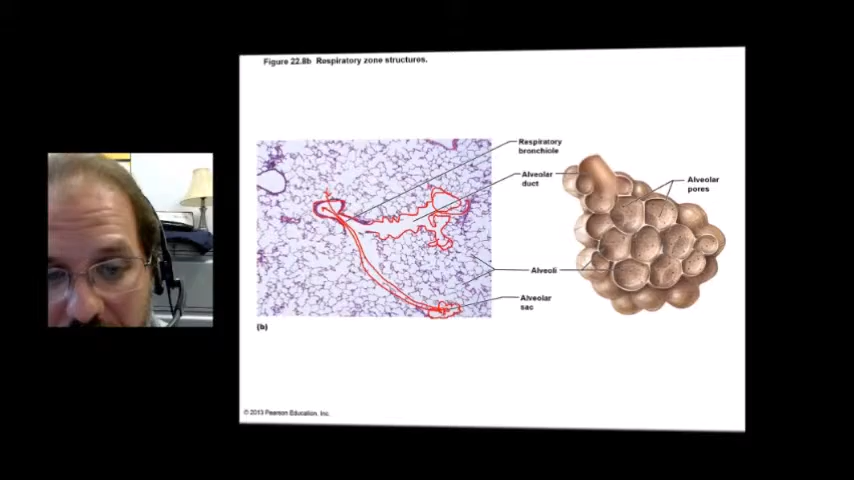 Figure 22.8b Respiratory zone structures.
Respiratory
bronchiole
Alveolar
duct
Alveolar
pores
Alveoli
Alveolar
sac
(b)
© 2013 Pearson Education, Inc.